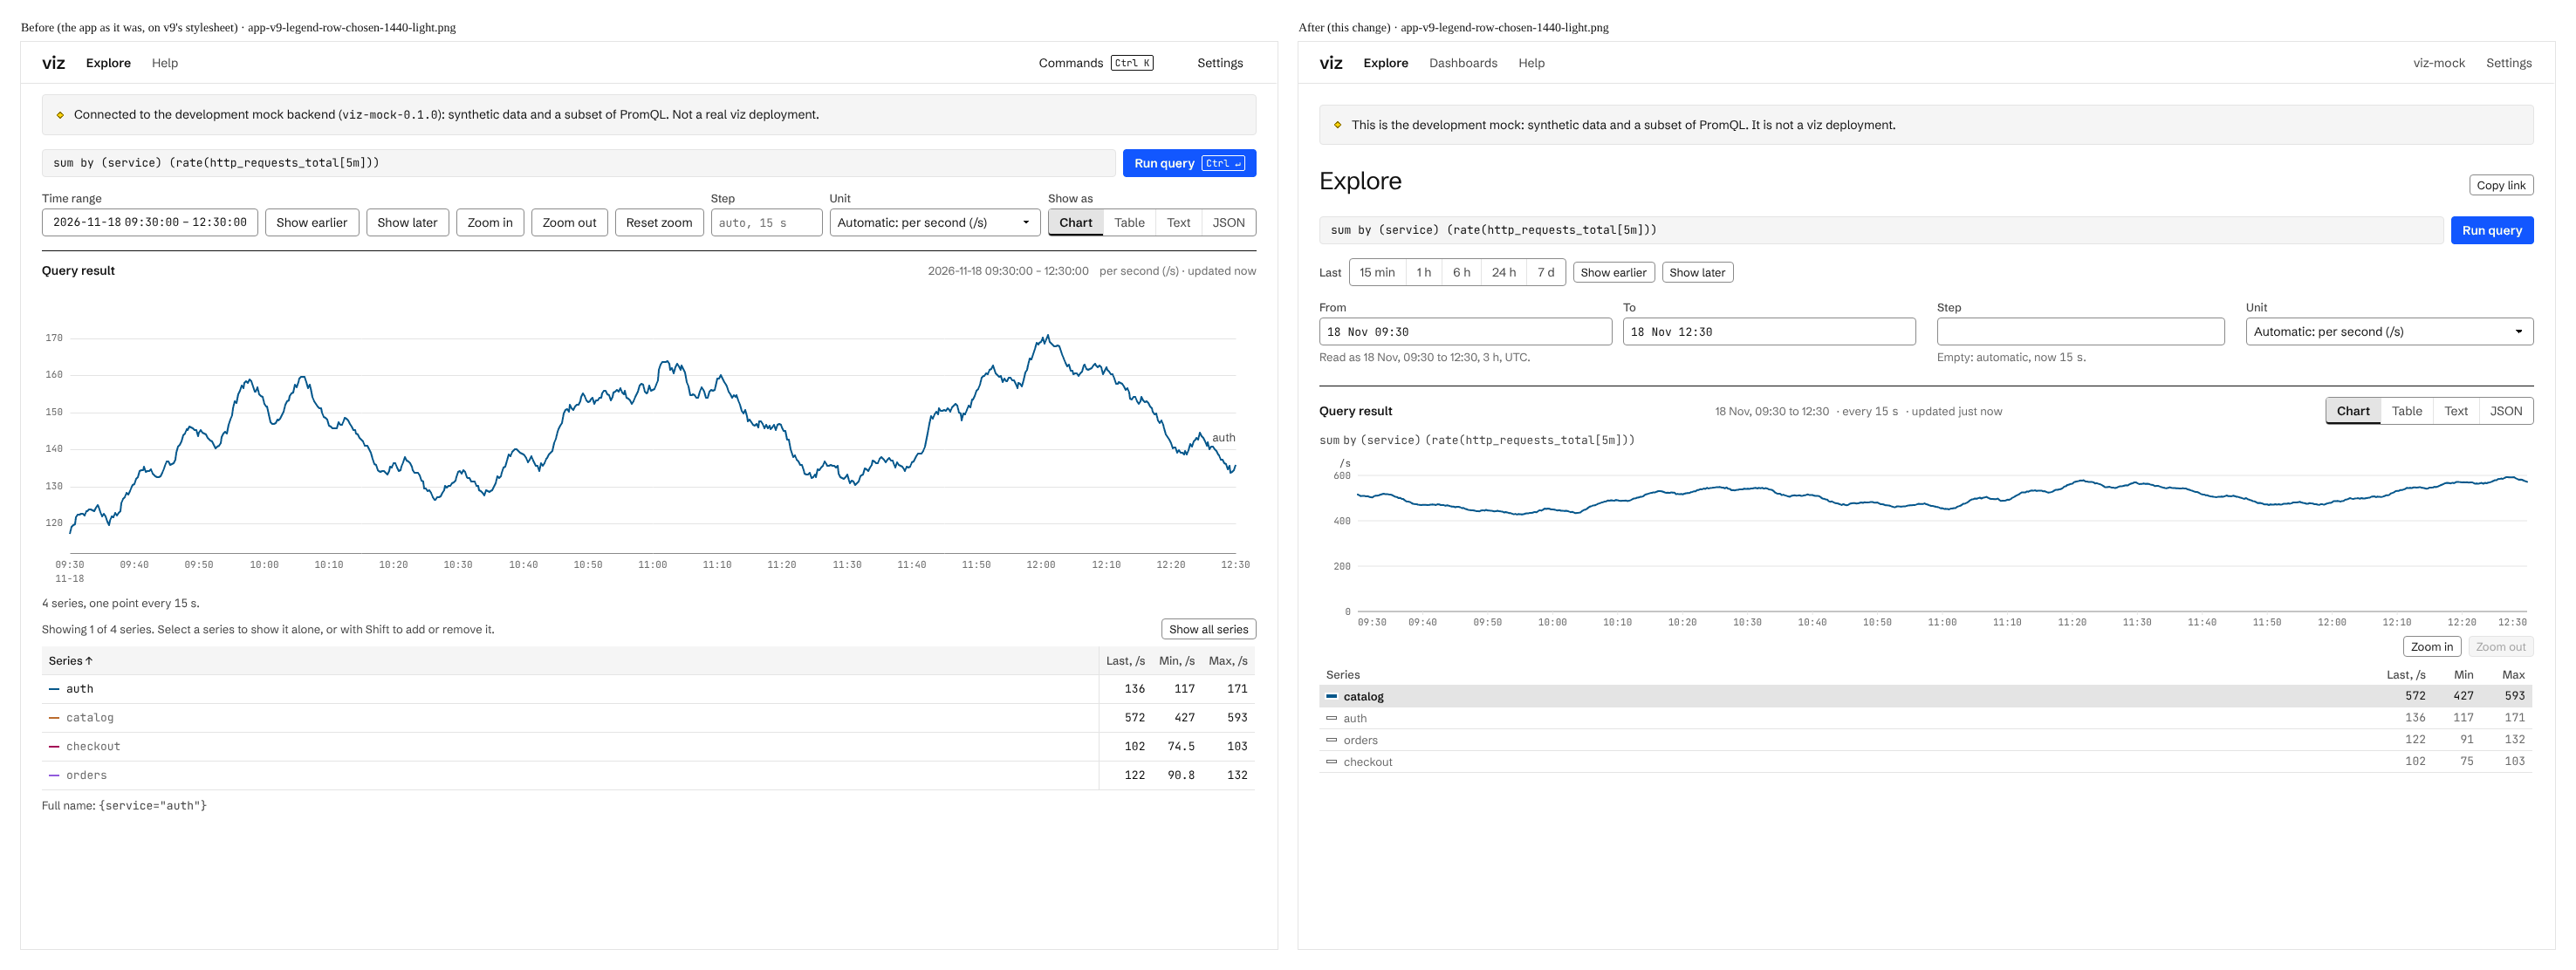 Before (the app as it was, on v9's stylesheet) · app-v9-legend-row-chosen-1440-light.png
viz Explore Help Commands Ctrl K Settings
Connected to the development mock backend (viz-mock-0.1.0): synthetic data and a subset of PromQL. Not a real viz deployment.
sum by (service) (rate(http_requests_total[5m])) Run query Ctrl ↵
Time range Step Unit Show as
2026-11-18 09:30:00 – 12:30:00 Show earlier Show later Zoom in Zoom out Reset zoom auto, 15 s Automatic: per second (/s) Chart Table Text JSON
Query result 2026-11-18 09:30:00 – 12:30:00 per second (/s) · updated now
170
160
150
140
130
120
auth
09:30 09:40 09:50 10:00 10:10 10:20 10:30 10:40 10:50 11:00 11:10 11:20 11:30 11:40 11:50 12:00 12:10 12:20 12:30
11-18
4 series, one point every 15 s.
Showing 1 of 4 series. Select a series to show it alone, or with Shift to add or remove it. Show all series
Series ↑ Last, /s Min, /s Max, /s
auth 136 117 171
catalog 572 427 593
checkout 102 74.5 103
orders 122 90.8 132
Full name: {service="auth"}
After (this change) · app-v9-legend-row-chosen-1440-light.png
viz Explore Dashboards Help viz-mock Settings
This is the development mock: synthetic data and a subset of PromQL. It is not a viz deployment.
Explore Copy link
sum by (service) (rate(http_requests_total[5m])) Run query
Last 15 min 1 h 6 h 24 h 7 d Show earlier Show later
From To Step Unit
18 Nov 09:30 18 Nov 12:30 Automatic: per second (/s)
Read as 18 Nov, 09:30 to 12:30, 3 h, UTC. Empty: automatic, now 15 s.
Query result 18 Nov, 09:30 to 12:30 · every 15 s · updated just now Chart Table Text JSON
sum by (service) (rate(http_requests_total[5m]))
/s
600
400
200
0
09:30 09:40 09:50 10:00 10:10 10:20 10:30 10:40 10:50 11:00 11:10 11:20 11:30 11:40 11:50 12:00 12:10 12:20 12:30
Zoom in Zoom out
Series Last, /s Min Max
catalog 572 427 593
auth 136 117 171
orders 122 91 132
checkout 102 75 103